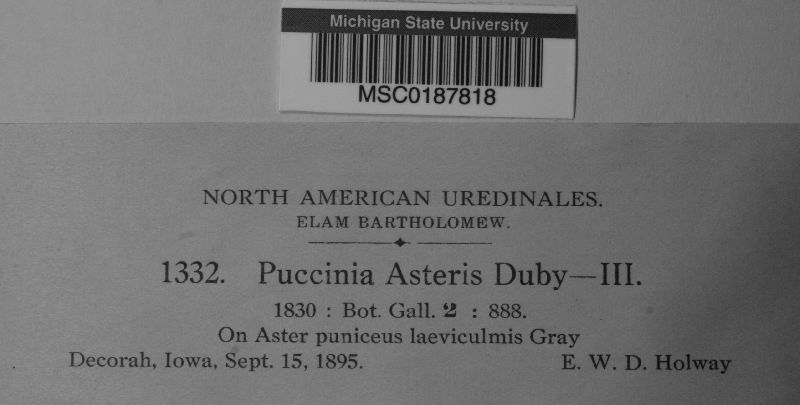 Michigan State University
MSC0187818
NORTH AMERICAN UREDINALES.
ELAM BARTHOLOMEW.
1332. Puccinia Asteris Duby—III.
1830 : Bot. Gall. 2 : 888.
On Aster puniceus laeviculmis Gray
Decorah, Iowa, Sept. 15, 1895. E. W. D. Holway